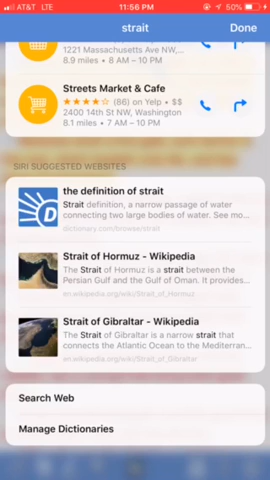 AT&T LTE 11:56 PM 50%
strait Done
1221 Massachusetts Ave NW,...
8.9 miles • 8 AM – 10 PM
Streets Market & Cafe
(86) on Yelp • $$
2400 14th St NW, Washington
8.1 miles • 7 AM – 10 PM
SIRI SUGGESTED WEBSITES
the definition of strait
Strait definition, a narrow passage of water
connecting two large bodies of water. See mo...
dictionary.com/browse/strait
Strait of Hormuz - Wikipedia
The Strait of Hormuz is a strait between the
Persian Gulf and the Gulf of Oman. It provides...
en.wikipedia.org/wiki/Strait_of_Hormuz
Strait of Gibraltar - Wikipedia
The Strait of Gibraltar is a narrow strait that
connects the Atlantic Ocean to the Mediterran...
en.wikipedia.org/wiki/Strait_of_Gibraltar
Search Web
Manage Dictionaries